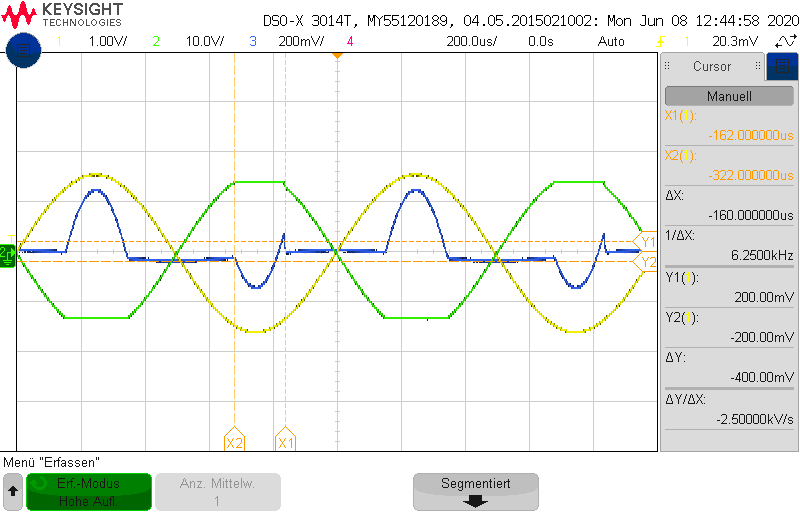 KEYSIGHT
TECHNOLOGIES
DSO-X 3014T, MY55120189, 04.05.2015021002: Mon Jun 08 12:44:58 2020
1 1.00V/ 2 10.0V/ 3 200mV/ 4 200.0us/ 0.0s Auto 1 20.3mV
Cursor
Manuell
X1(1):
-162.000000us
X2(1):
-322.000000us
ΔX:
-160.000000us
1/ΔX:
6.2500kHz
Y1(1):
200.00mV
Y2(1):
-200.00mV
ΔY:
-400.00mV
ΔY/ΔX:
-2.50000kV/s
Y1
Y2
2
X2 X1
Menü "Erfassen"
Erf.-Modus
Hohe Aufl.
Anz. Mittelw.
1
Segmentiert